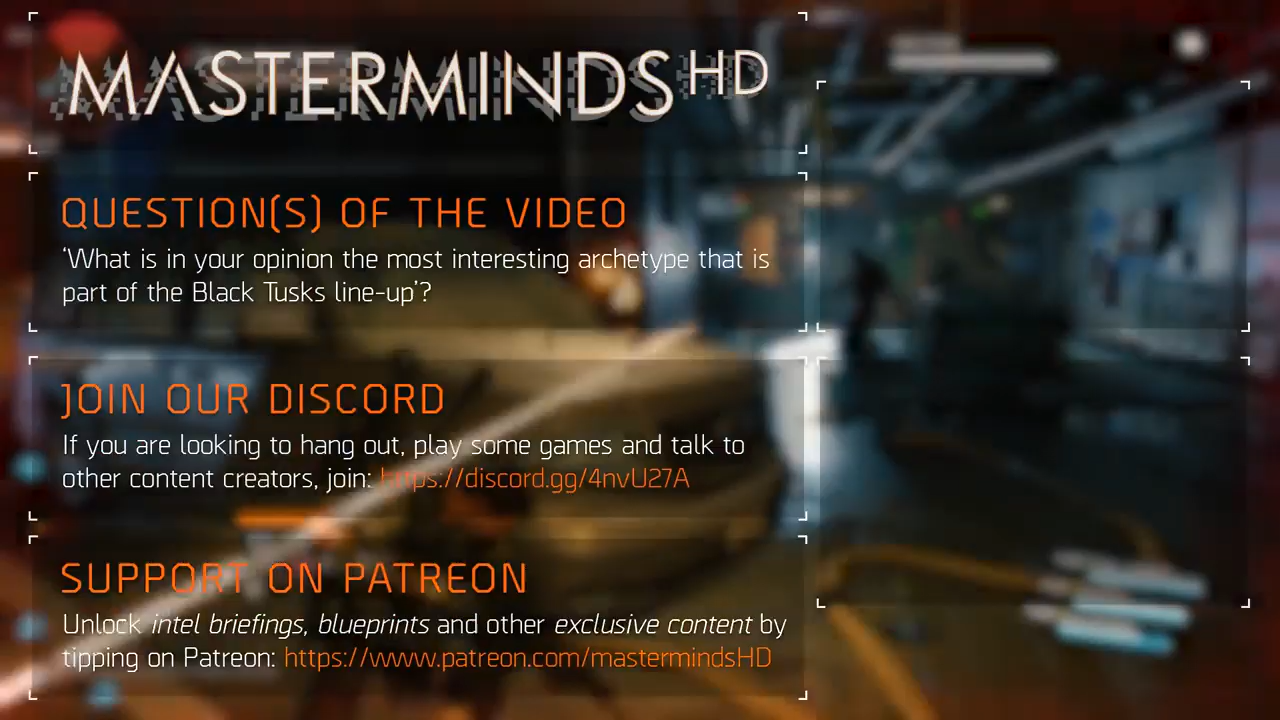 MASTERMINDS HD
QUESTION(S) OF THE VIDEO
‘What is in your opinion the most interesting archetype that is
part of the Black Tusks line-up’?
JOIN OUR DISCORD
If you are looking to hang out, play some games and talk to
other content creators, join: https://discord.gg/4nvU27A
SUPPORT ON PATREON
Unlock intel briefings, blueprints and other exclusive content by
tipping on Patreon: https://www.patreon.com/mastermindsHD